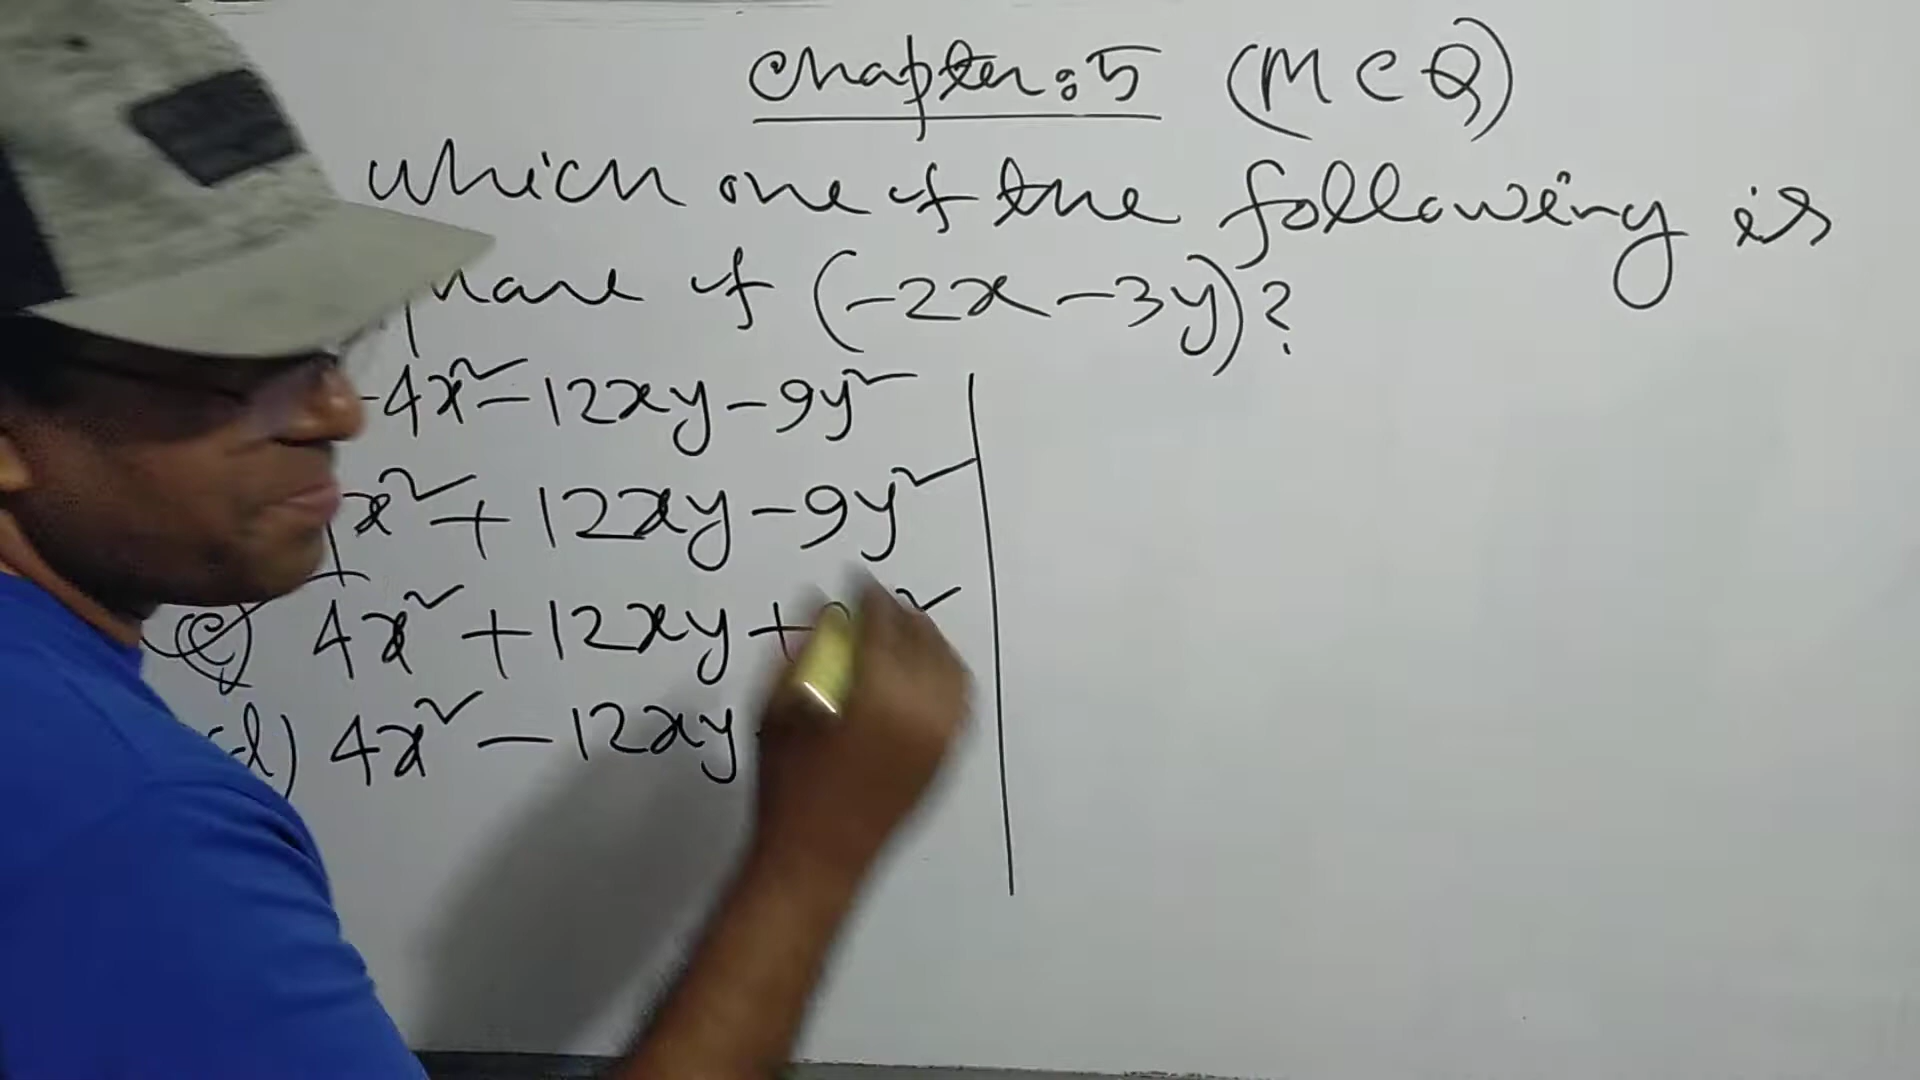 Chapter:5 (MCQ)
which one of the following is
of (-2x-3y)?
-4x²-12xy-9y²
x²+12xy-9y²
(c) 4x²+12xy+
(d) 4x²-12xy